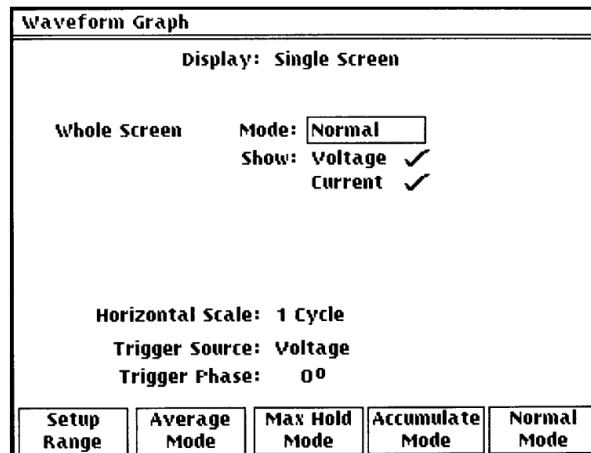 Waveform Graph
Display: Single Screen
Whole Screen Mode: Normal
Show: Voltage ✓
Current ✓
Horizontal Scale: 1 Cycle
Trigger Source: Voltage
Trigger Phase: 0°
Setup Range
Average Mode
Max Hold Mode
Accumulate Mode
Normal Mode